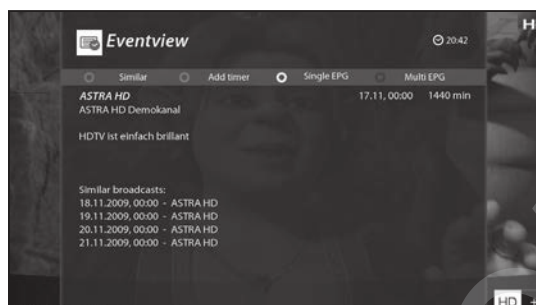 Eventview
20:42
Similar Add timer Single EPG Multi EPG
ASTRA HD 17.11, 00:00 1440 min
ASTRA HD Demokanal
HDTV ist einfach brillant
Similar broadcasts:
18.11.2009, 00:00 - ASTRA HD
19.11.2009, 00:00 - ASTRA HD
20.11.2009, 00:00 - ASTRA HD
21.11.2009, 00:00 - ASTRA HD
HD +